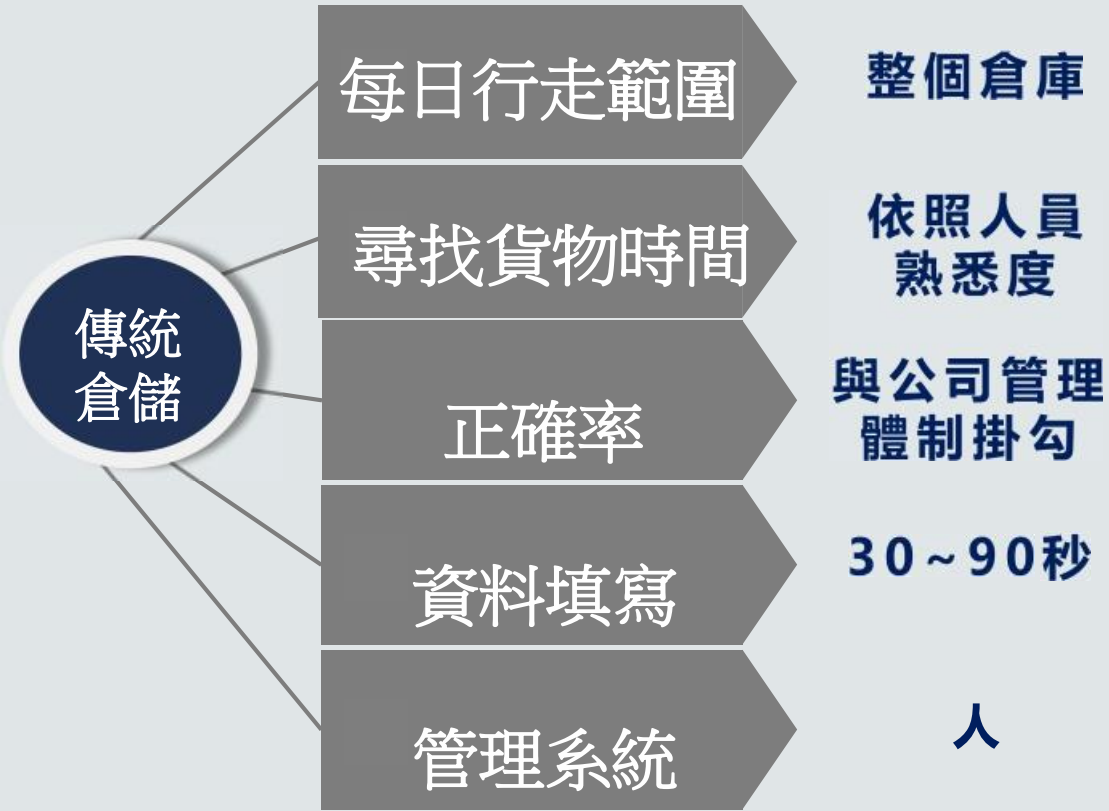 傳統
倉儲
每日行走範圍
整個倉庫
尋找貨物時間
依照人員
熟悉度
正確率
與公司管理
體制掛勾
資料填寫
30~90秒
管理系統
人